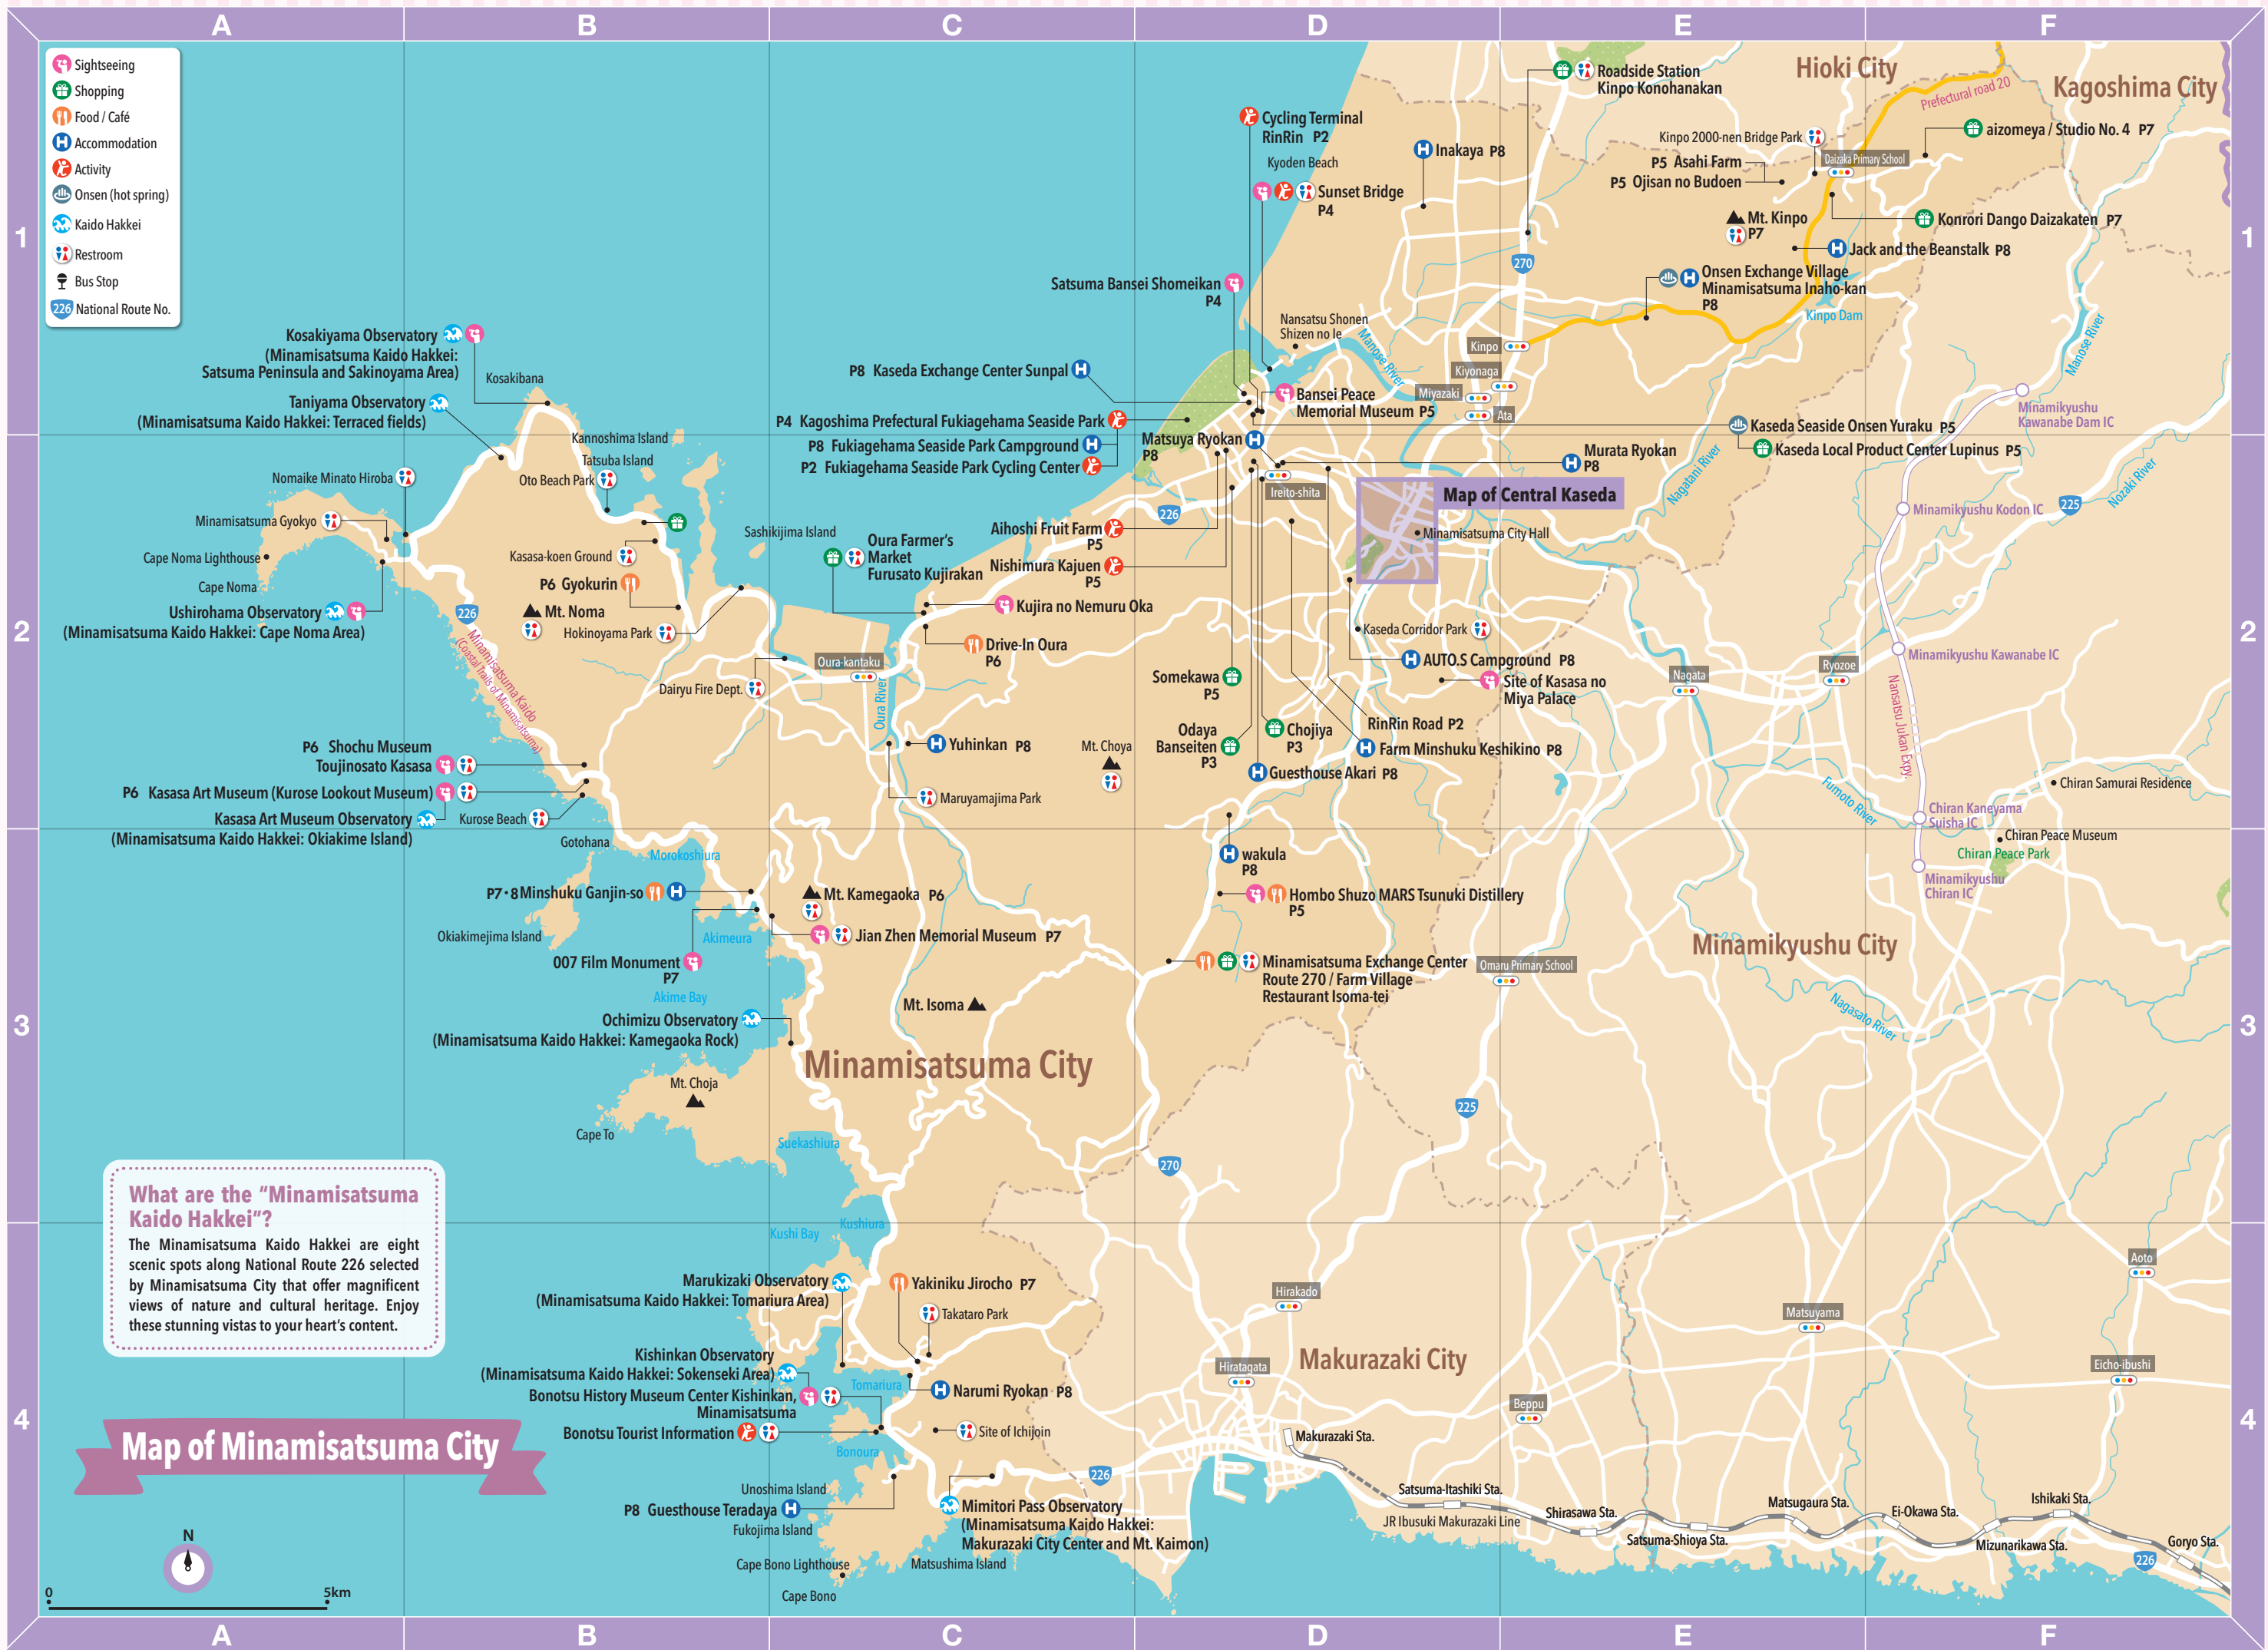 A B C D E F
Sightseeing
Shopping
Food / Café
Accommodation
Activity
Onsen (hot spring)
Kaido Hakkei
Restroom
Bus Stop
226 National Route No.
Hioki City
Kagoshima City
Prefectural road 20
Roadside Station
Kinpo Konohanakan
Cycling Terminal
RinRin P2
Kyoden Beach
Sunset Bridge
P4
Inakaya P8
Kinpo 2000-nen Bridge Park
P5 Asahi Farm
P5 Ojisan no Budoen
Daizaka Primary School
aizomeya / Studio No. 4 P7
Mt. Kinpo
P7
Konrori Dango Daizakaten P7
Jack and the Beanstalk P8
1
1
270
Onsen Exchange Village
Minamisatsuma Inaho-kan
P8
Kinpo Dam
Manose River
Satsuma Bansei Shomeikan
P4
Nansatsu Shonen
Shizen no Ie
Manose River
Kinpo
Kiyonaga
Miyazaki
Ata
Kosakiyama Observatory
(Minamisatsuma Kaido Hakkei:
Satsuma Peninsula and Sakinoyama Area)
Kosakibana
Taniyama Observatory
(Minamisatsuma Kaido Hakkei: Terraced fields)
P8 Kaseda Exchange Center Sunpal
Bansei Peace
Memorial Museum P5
P4 Kagoshima Prefectural Fukiagehama Seaside Park
P8 Fukiagehama Seaside Park Campground
P2 Fukiagehama Seaside Park Cycling Center
Matsuya Ryokan
P8
Kaseda Seaside Onsen Yuraku P5
Kaseda Local Product Center Lupinus P5
Murata Ryokan
P8
Minamikyushu
Kawanabe Dam IC
Nagatani River
Nozaki River
225
Minamikyushu Kodon IC
Kannoshima Island
Tatsuba Island
Oto Beach Park
Nomaike Minato Hiroba
Minamisatsuma Gyokyo
Cape Noma Lighthouse
Cape Noma
Ushirohama Observatory
(Minamisatsuma Kaido Hakkei: Cape Noma Area)
Kasasa-koen Ground
P6 Gyokurin
Mt. Noma
Hokinoyama Park
226
Minamisatsuma Kaido
(Coastal Trails of Minamisatsuma)
Sashikijima Island
Oura Farmer's
Market
Furusato Kujirakan
Ireito-shita
226
Map of Central Kaseda
Minamisatsuma City Hall
Aihoshi Fruit Farm
P5
Nishimura Kajuen
P5
Kujira no Nemuru Oka
Drive-In Oura
P6
2
2
Kaseda Corridor Park
AUTO.S Campground P8
Site of Kasasa no
Miya Palace
Nagata
Ryozoe
Minamikyushu Kawanabe IC
Nansatsu Jukan Expy.
Oura-kantaku
Oura River
Dairyu Fire Dept.
Somekawa
P5
Odaya
Banseiten
P3
Chojiya
P3
RinRin Road P2
Farm Minshuku Keshikino P8
Guesthouse Akari P8
Mt. Choya
Yuhinkan P8
Maruyamajima Park
P6 Shochu Museum
Toujinosato Kasasa
P6 Kasasa Art Museum (Kurose Lookout Museum)
Kasasa Art Museum Observatory
(Minamisatsuma Kaido Hakkei: Okiakime Island)
Kurose Beach
Gotohana
Fumoto River
Chiran Samurai Residence
Chiran Kaneyama
Suisha IC
Chiran Peace Museum
Chiran Peace Park
Minamikyushu
Chiran IC
Morokoshiura
P7・8 Minshuku Ganjin-so
Okiakimejima Island
Akimeura
007 Film Monument
P7
Akime Bay
Mt. Kamegaoka P6
Jian Zhen Memorial Museum P7
wakula
P8
Hombo Shuzo MARS Tsunuki Distillery
P5
Minamisatsuma Exchange Center
Route 270 / Farm Village
Restaurant Isoma-tei
Omaru Primary School
Minamikyushu City
Nagasato River
Mt. Isoma
Ochimizu Observatory
(Minamisatsuma Kaido Hakkei: Kamegaoka Rock)
3
3
Minamisatsuma City
Mt. Choja
Cape To
Suekashiura
225
270
What are the "Minamisatsuma
Kaido Hakkei"?
The Minamisatsuma Kaido Hakkei are eight
scenic spots along National Route 226 selected
by Minamisatsuma City that offer magnificent
views of nature and cultural heritage. Enjoy
these stunning vistas to your heart's content.
Kushiura
Kushi Bay
Marukizaki Observatory
(Minamisatsuma Kaido Hakkei: Tomariura Area)
Yakiniku Jirocho P7
Takataro Park
Kishinkan Observatory
(Minamisatsuma Kaido Hakkei: Sokenseki Area)
Bonotsu History Museum Center Kishinkan,
Minamisatsuma
Bonotsu Tourist Information
Tomariura
Narumi Ryokan P8
Site of Ichijoin
Bonoura
Hirakado
Hiratagata
Makurazaki City
Matsuyama
Aoto
Eicho-ibushi
Beppu
4
4
Map of Minamisatsuma City
226
Unoshima Island
P8 Guesthouse Teradaya
Fukojima Island
Mimitori Pass Observatory
(Minamisatsuma Kaido Hakkei:
Makurazaki City Center and Mt. Kaimon)
Cape Bono Lighthouse
Matsushima Island
Cape Bono
Makurazaki Sta.
Satsuma-Itashiki Sta.
JR Ibusuki Makurazaki Line
Shirasawa Sta.
Satsuma-Shioya Sta.
Matsugaura Sta.
Ei-Okawa Sta.
Mizunarikawa Sta.
Ishikaki Sta.
Goryo Sta.
226
N
0 5km
A B C D E F